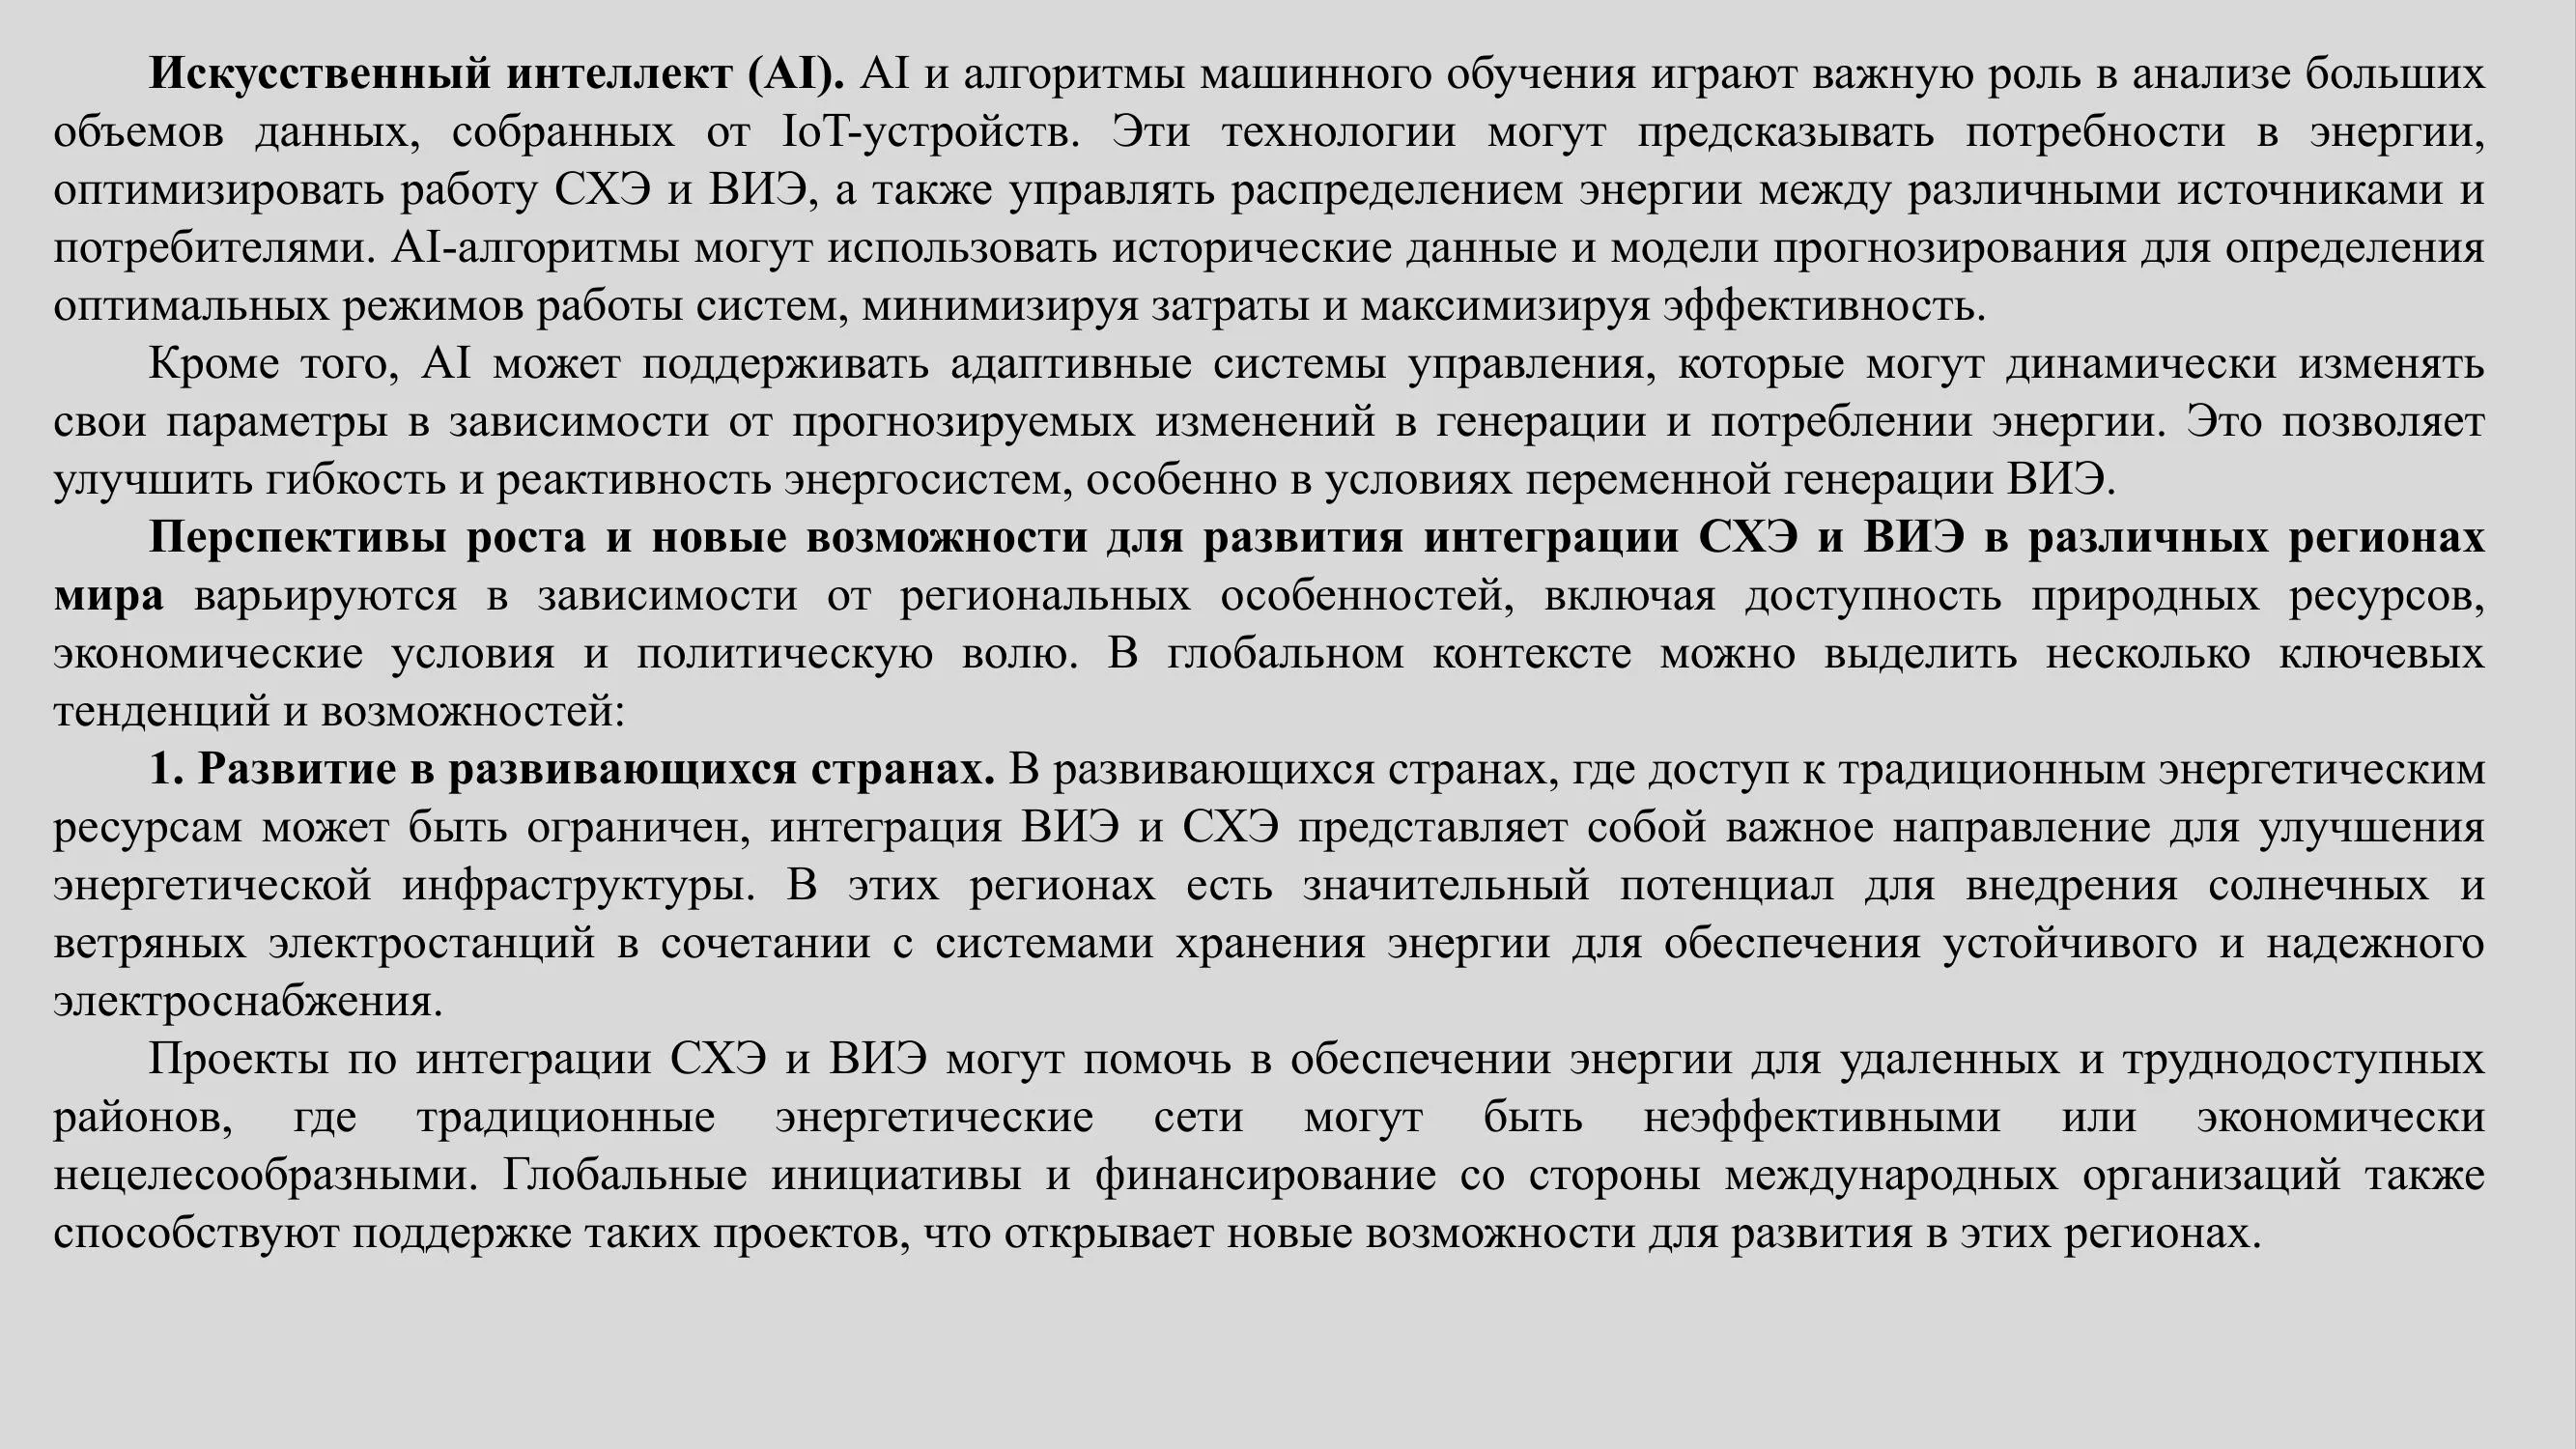 Искусственный интеллект (AI). AI и алгоритмы машинного обучения играют важную роль в анализе больших
объемов данных, собранных от IoT-устройств. Эти технологии могут предсказывать потребности в энергии,
оптимизировать работу СХЭ и ВИЭ, а также управлять распределением энергии между различными источниками и
потребителями. AI-алгоритмы могут использовать исторические данные и модели прогнозирования для определения
оптимальных режимов работы систем, минимизируя затраты и максимизируя эффективность.
Кроме того, AI может поддерживать адаптивные системы управления, которые могут динамически изменять
свои параметры в зависимости от прогнозируемых изменений в генерации и потреблении энергии. Это позволяет
улучшить гибкость и реактивность энергосистем, особенно в условиях переменной генерации ВИЭ.
Перспективы роста и новые возможности для развития интеграции СХЭ и ВИЭ в различных регионах
мира варьируются в зависимости от региональных особенностей, включая доступность природных ресурсов,
экономические условия и политическую волю. В глобальном контексте можно выделить несколько ключевых
тенденций и возможностей:
1. Развитие в развивающихся странах. В развивающихся странах, где доступ к традиционным энергетическим
ресурсам может быть ограничен, интеграция ВИЭ и СХЭ представляет собой важное направление для улучшения
энергетической инфраструктуры. В этих регионах есть значительный потенциал для внедрения солнечных и
ветряных электростанций в сочетании с системами хранения энергии для обеспечения устойчивого и надежного
электроснабжения.
Проекты по интеграции СХЭ и ВИЭ могут помочь в обеспечении энергии для удаленных и труднодоступных
районов, где традиционные энергетические сети могут быть неэффективными или экономически
нецелесообразными. Глобальные инициативы и финансирование со стороны международных организаций также
способствуют поддержке таких проектов, что открывает новые возможности для развития в этих регионах.